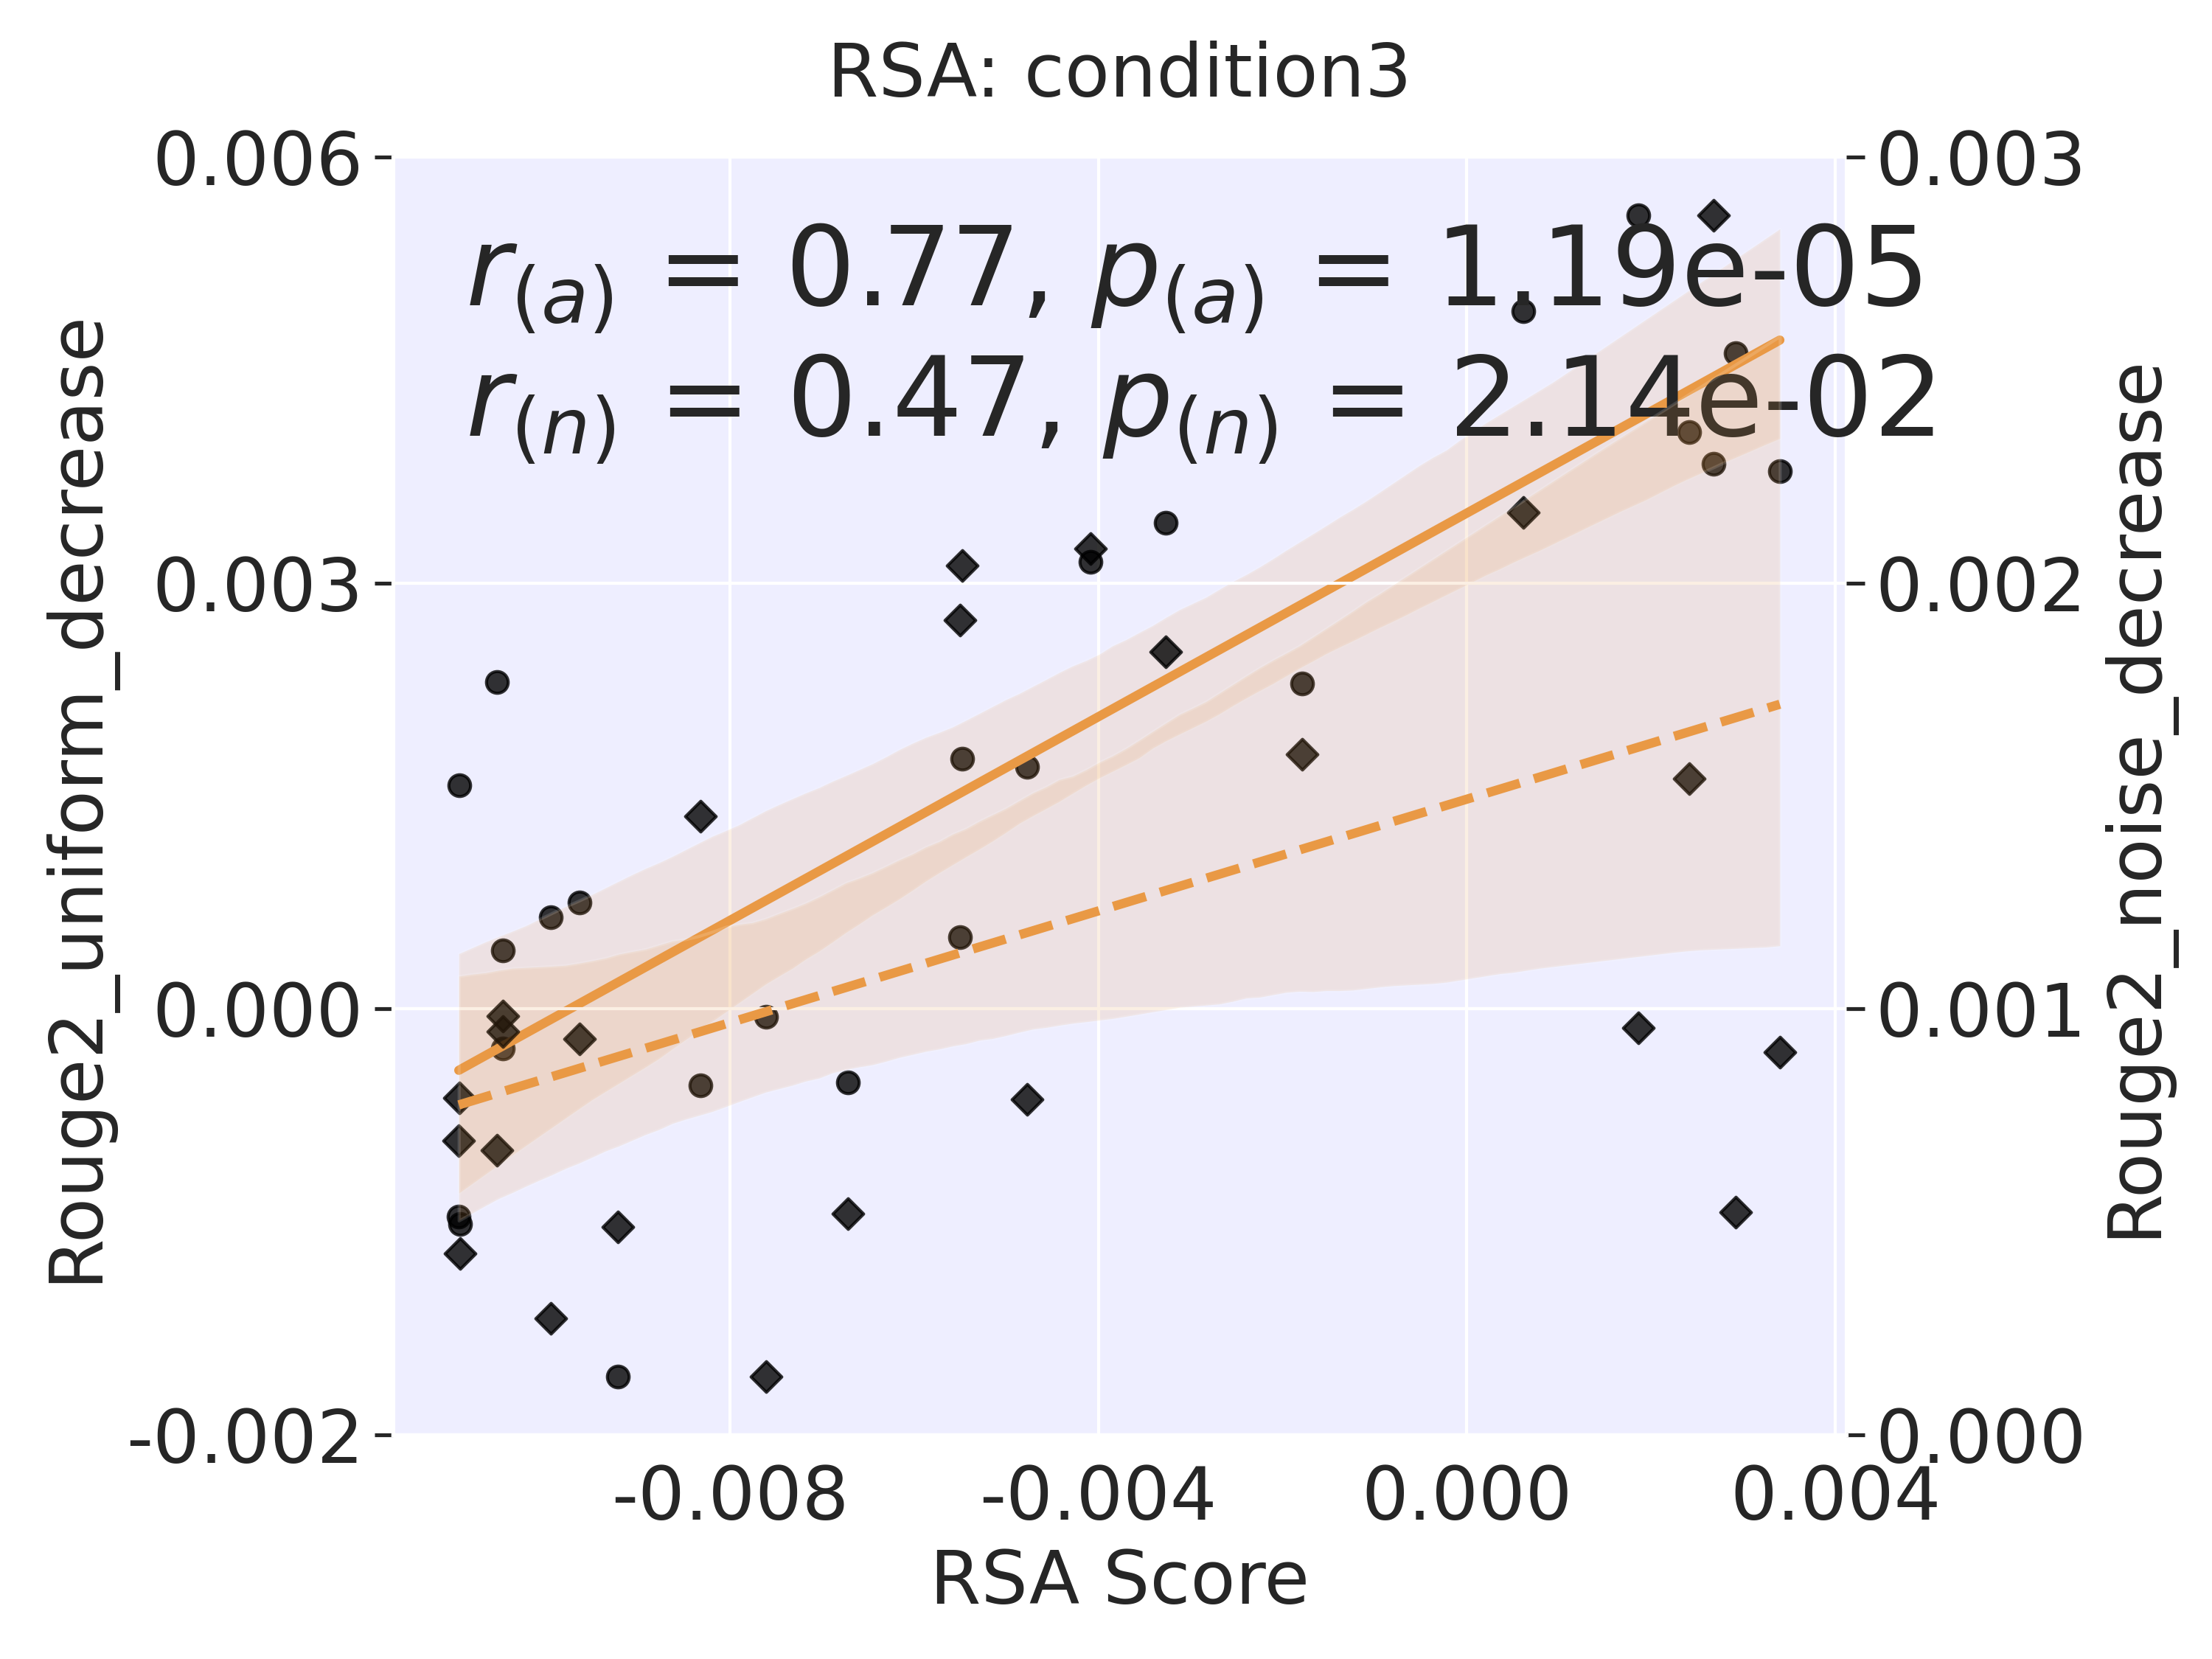 RSA: condition3
0.006
0.003
0.000
-0.002
Rouge2_uniform_decrease
r(a) = 0.77, p(a) = 1.19e-05
r(n) = 0.47, p(n) = 2.14e-02
0.003
0.002
0.001
0.000
Rouge2_noise_decrease
-0.008
-0.004
0.000
0.004
RSA Score